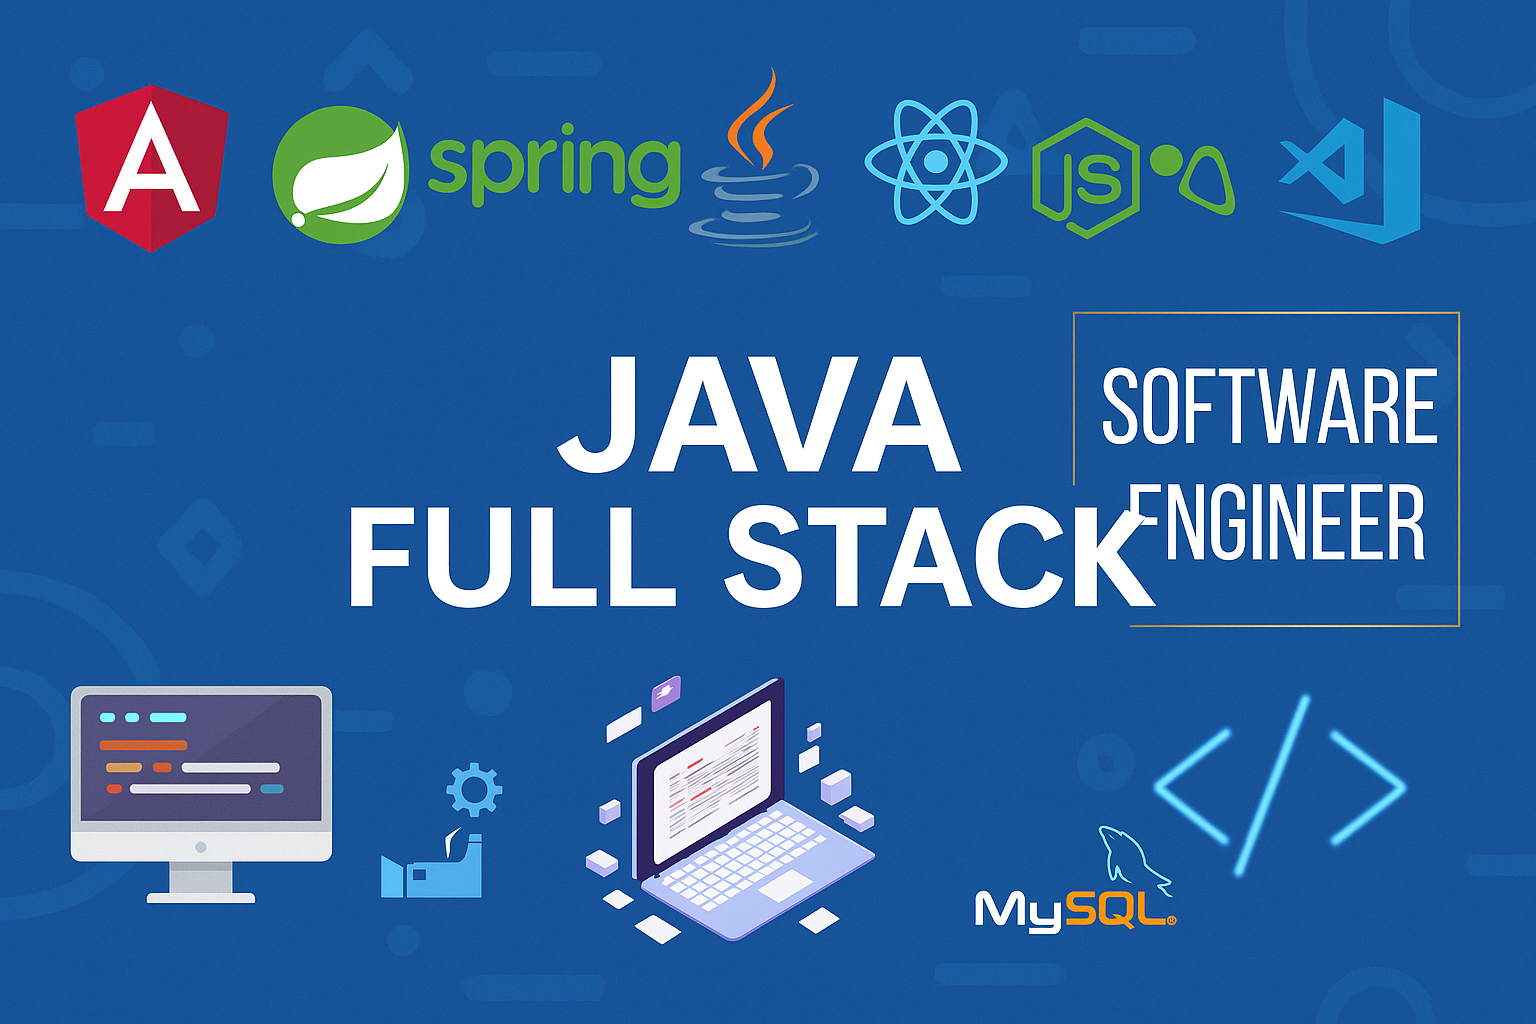 A
spring
JS
JAVA
FULL STACK
SOFTWARE
ENGINEER
MySQL®